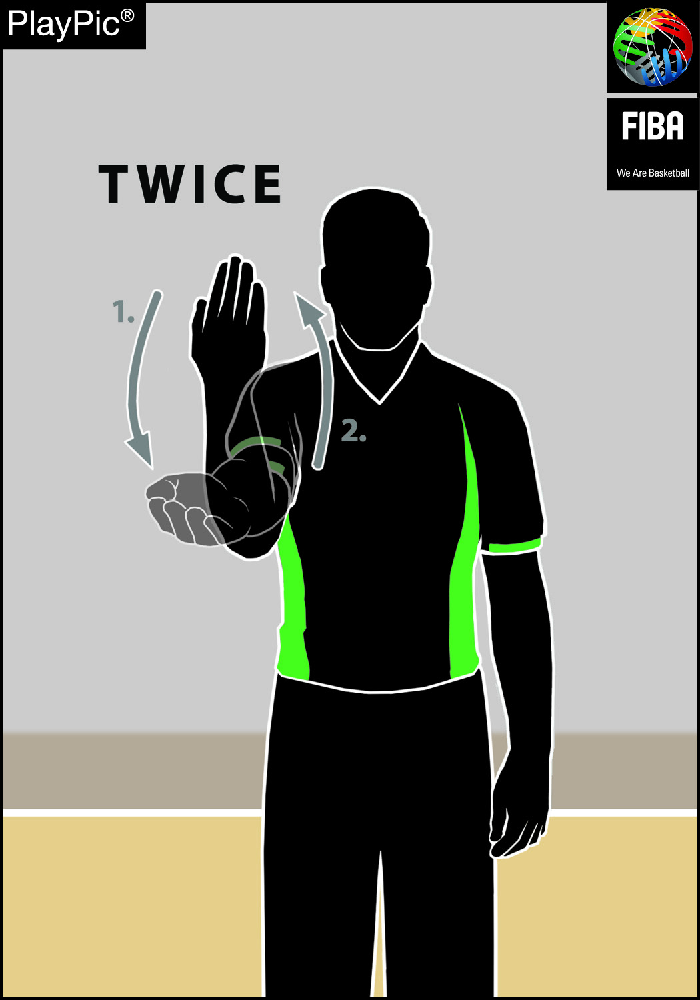 PlayPic®
FIBA
We Are Basketball
TWICE
1.
2.